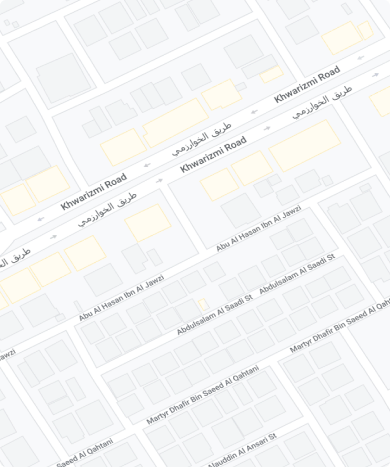 Khwarizmi Road
طريق الخوارزمي
طريق الخوارزمي
Khwarizmi Road
Khwarizmi Road
طريق الخوارزمي
Abu Al Hasan Ibn Al Jawzi
Abdulsalam Al Saadi St
Abu Al Hasan Ibn Al Jawzi
Abdulsalam Al Saadi St
Martyr Dhafir Bin Saeed Al
Martyr Dhafir Bin Saeed Al Qahtani
Saeed Al Qahtani
Alauddin Al Ansari St